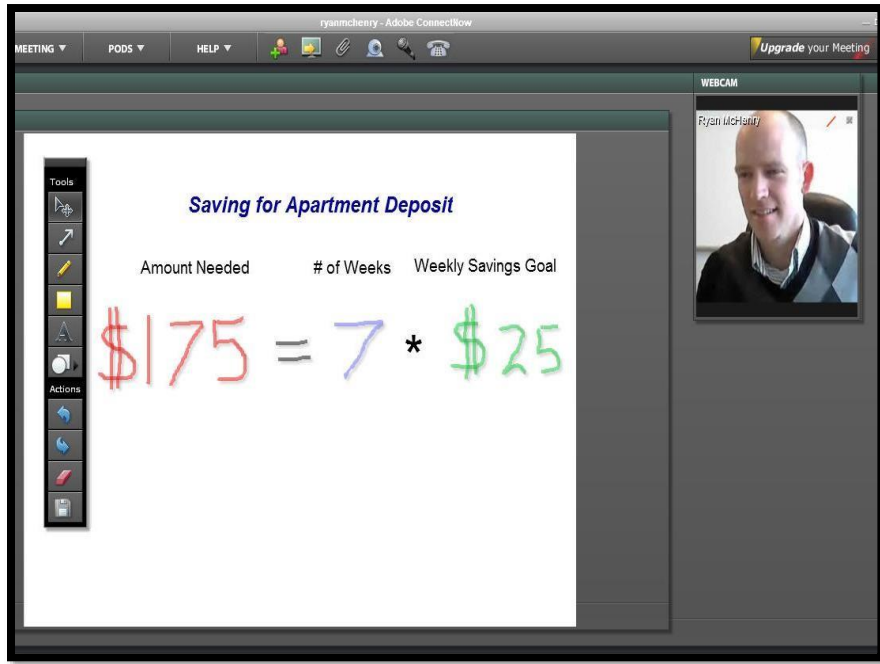 ryanmchenry - Adobe ConnectNow
MEETING PODS HELP Upgrade your Meeting
WEBCAM
Ryan McHenry
Tools
Saving for Apartment Deposit
Amount Needed # of Weeks Weekly Savings Goal
$175 = 7 * $25
A
Actions